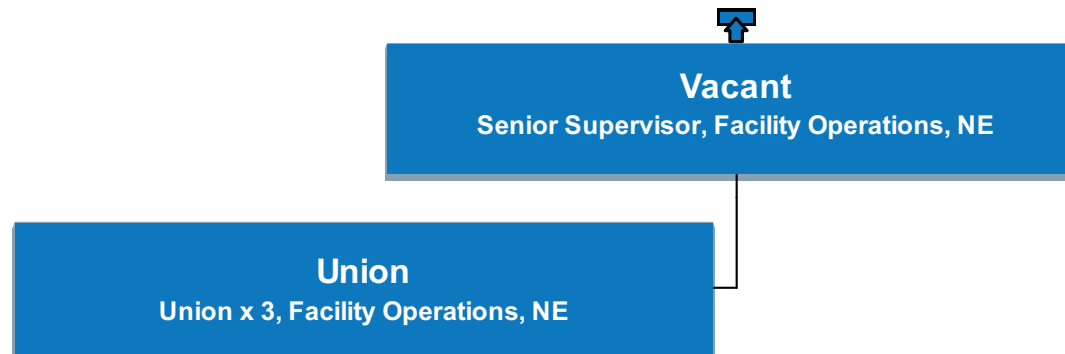 Vacant
Senior Supervisor, Facility Operations, NE
Union
Union x 3, Facility Operations, NE